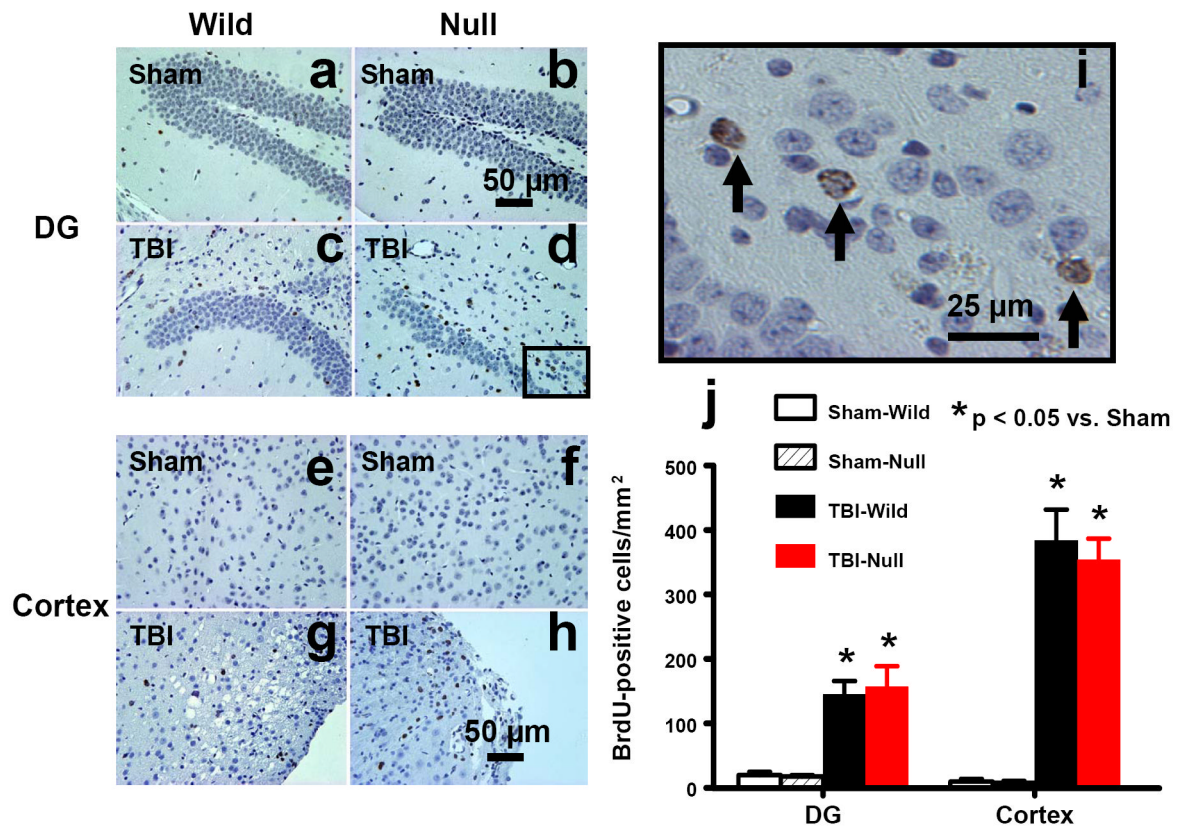 Wild Null
Sham a
Sham b
50 µm
DG
TBI c
TBI d
Sham e
Sham f
Cortex
TBI g
TBI h
50 µm
i
25 µm
j
Sham-Wild
* p < 0.05 vs. Sham
Sham-Null
TBI-Wild
TBI-Null
BrdU-positive cells/mm²
500
400
300
200
100
0
* *
* *
DG Cortex